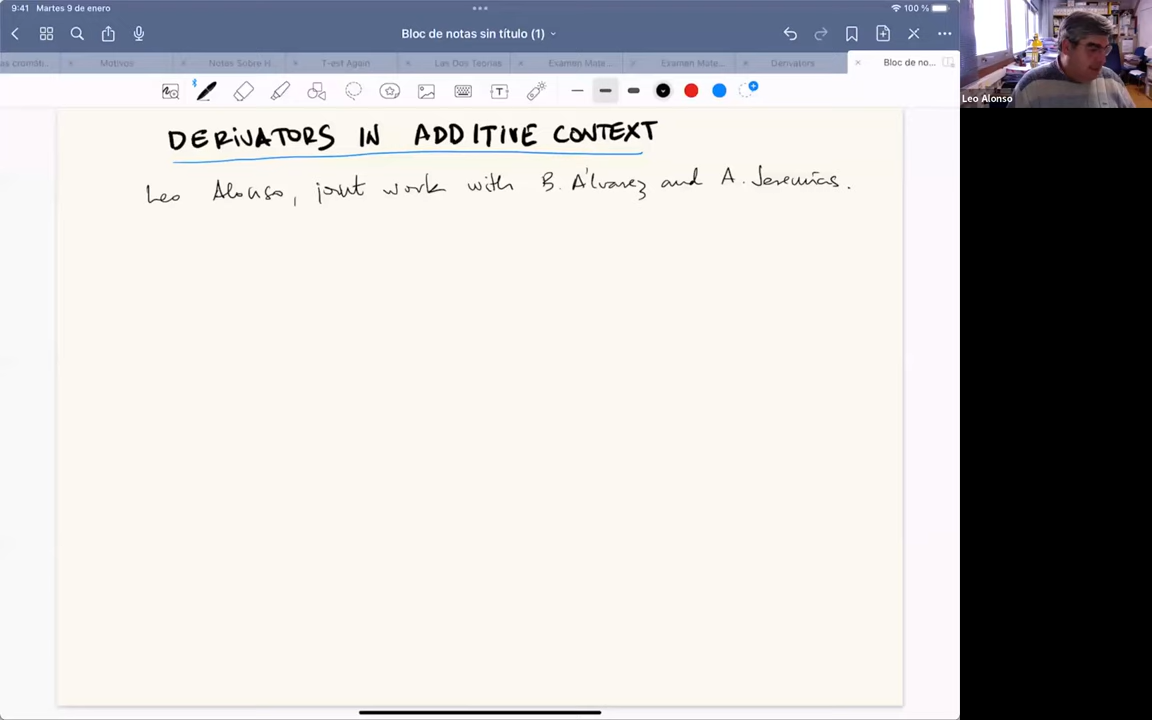 9:41 Martes 9 de enero
100 %
Bloc de notas sin título (1)
Motivos
Notas Sobre H...
T-est Again
Las Dos Teorías
Examen Mate...
Examen Mate...
Derivators
Bloc de no...
DERIVATORS IN ADDITIVE CONTEXT
Leo Alonso, joint work with B. Álvarez and A. Jeremías.
Leo Alonso